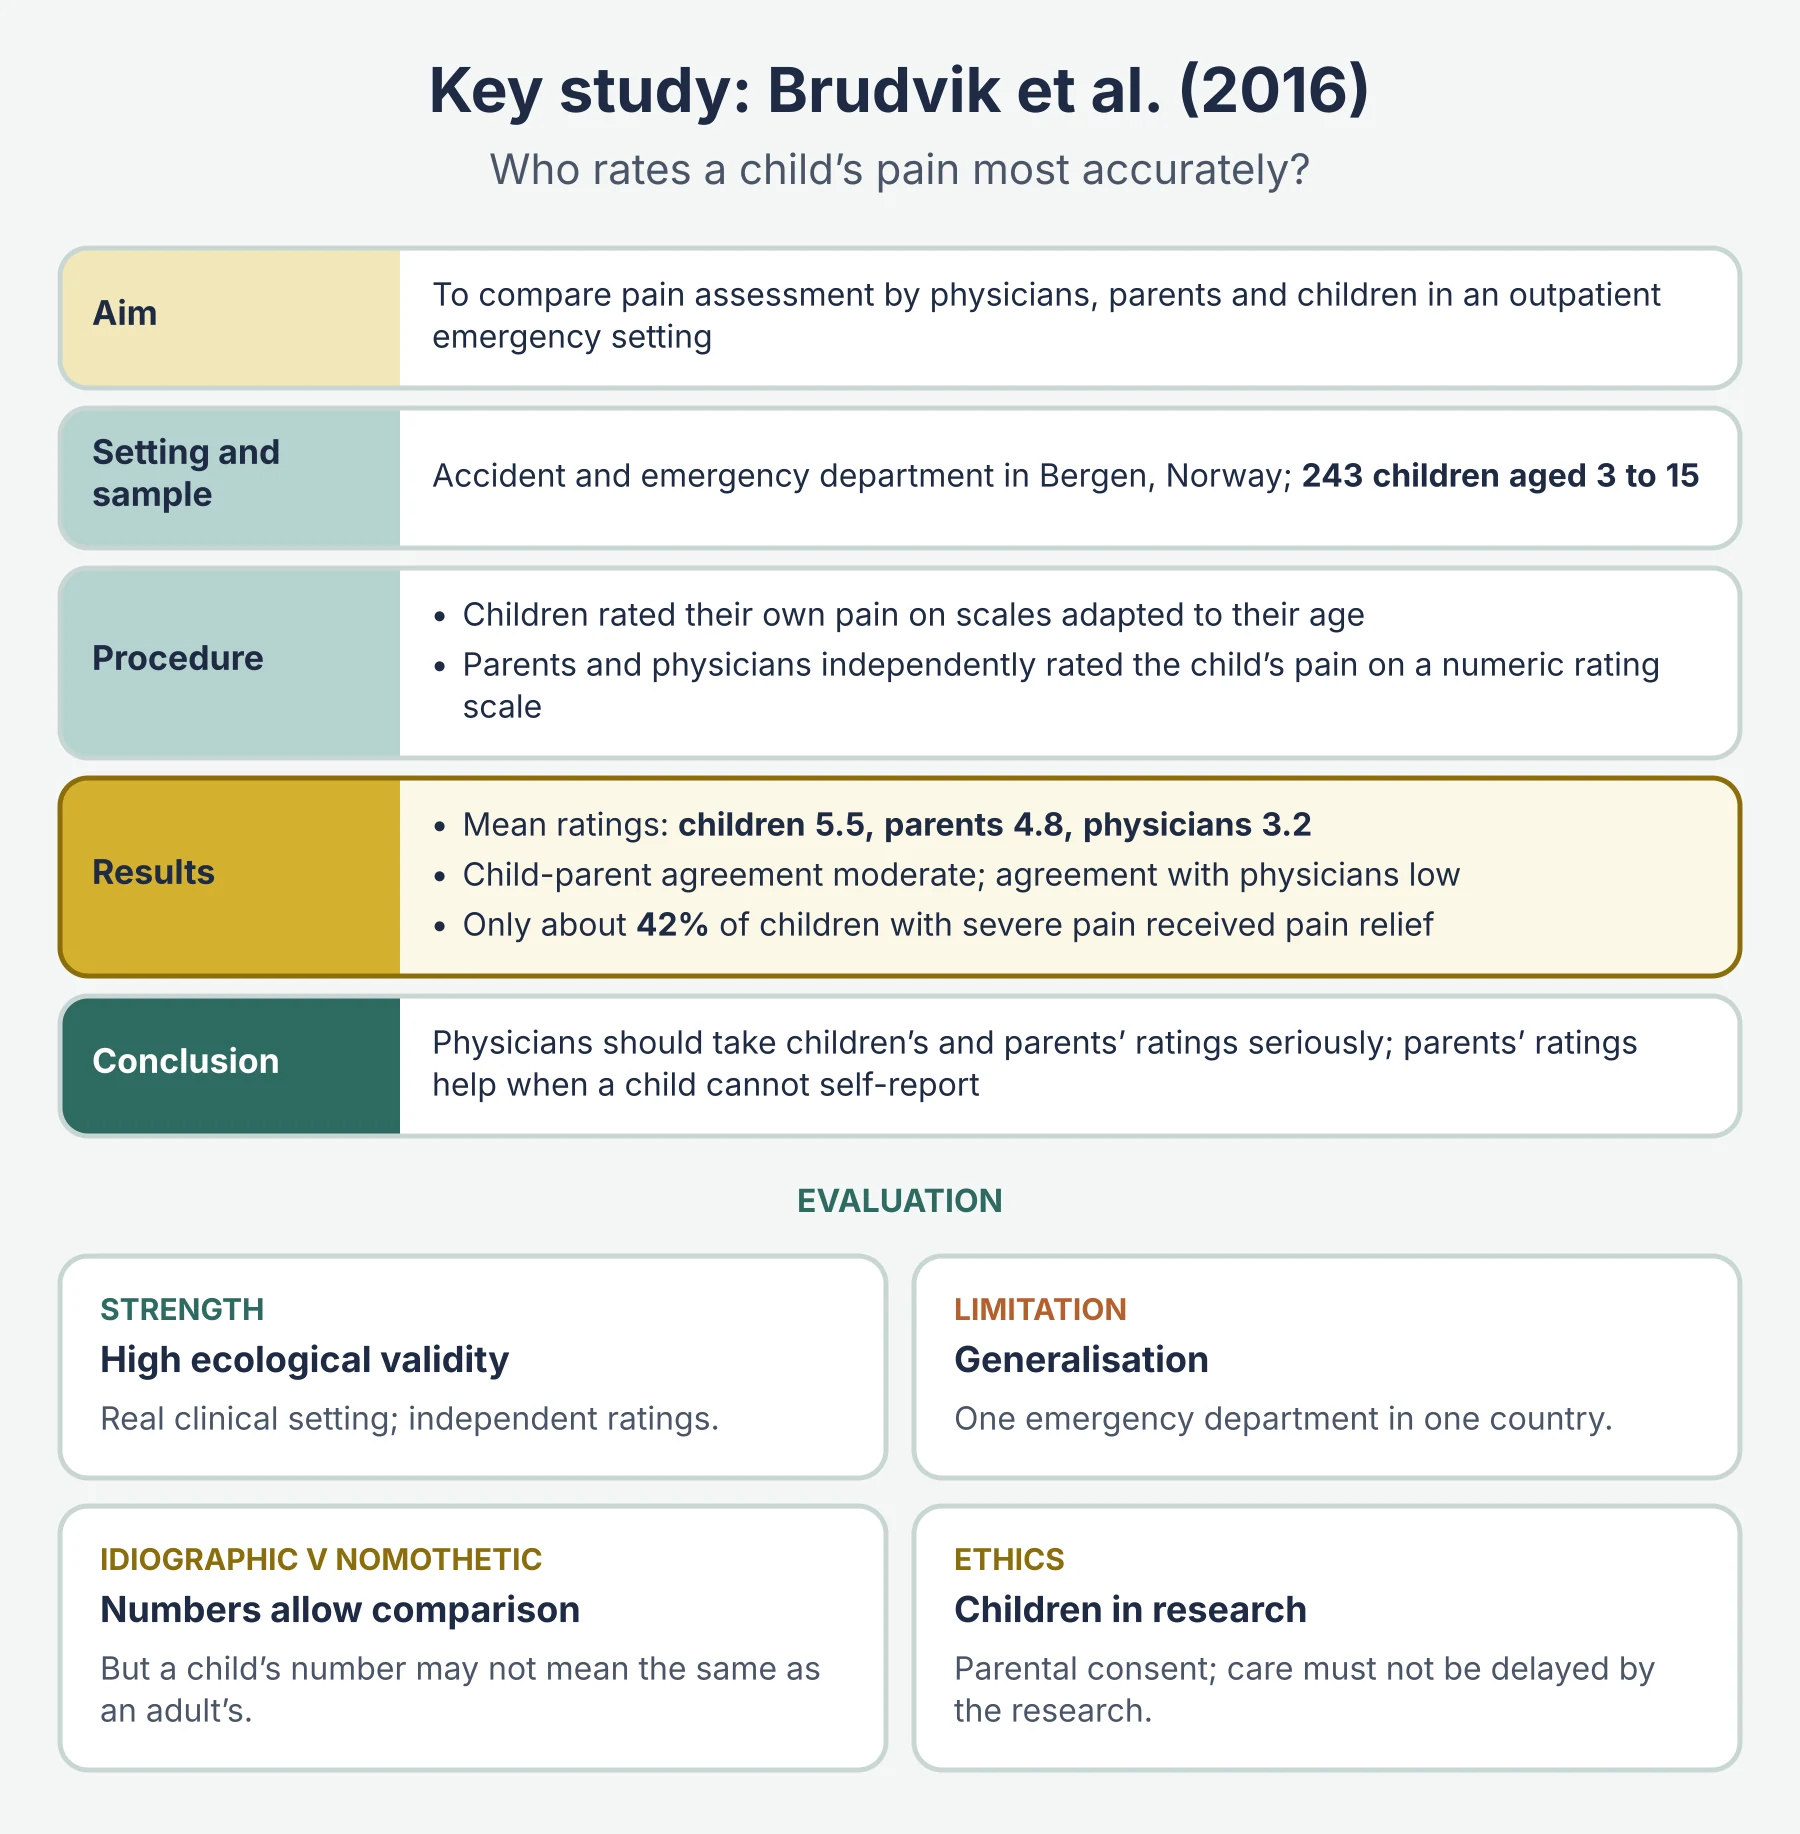 Key study: Brudvik et al. (2016)
Who rates a child’s pain most accurately?
Aim
To compare pain assessment by physicians, parents and children in an outpatient
emergency setting
Setting and
sample
Accident and emergency department in Bergen, Norway; 243 children aged 3 to 15
Procedure
• Children rated their own pain on scales adapted to their age
• Parents and physicians independently rated the child’s pain on a numeric rating
scale
Results
• Mean ratings: children 5.5, parents 4.8, physicians 3.2
• Child-parent agreement moderate; agreement with physicians low
• Only about 42% of children with severe pain received pain relief
Conclusion
Physicians should take children’s and parents’ ratings seriously; parents’ ratings
help when a child cannot self-report
EVALUATION
STRENGTH
High ecological validity
Real clinical setting; independent ratings.
LIMITATION
Generalisation
One emergency department in one country.
IDIOGRAPHIC V NOMOTHETIC
Numbers allow comparison
But a child’s number may not mean the same as
an adult’s.
ETHICS
Children in research
Parental consent; care must not be delayed by
the research.